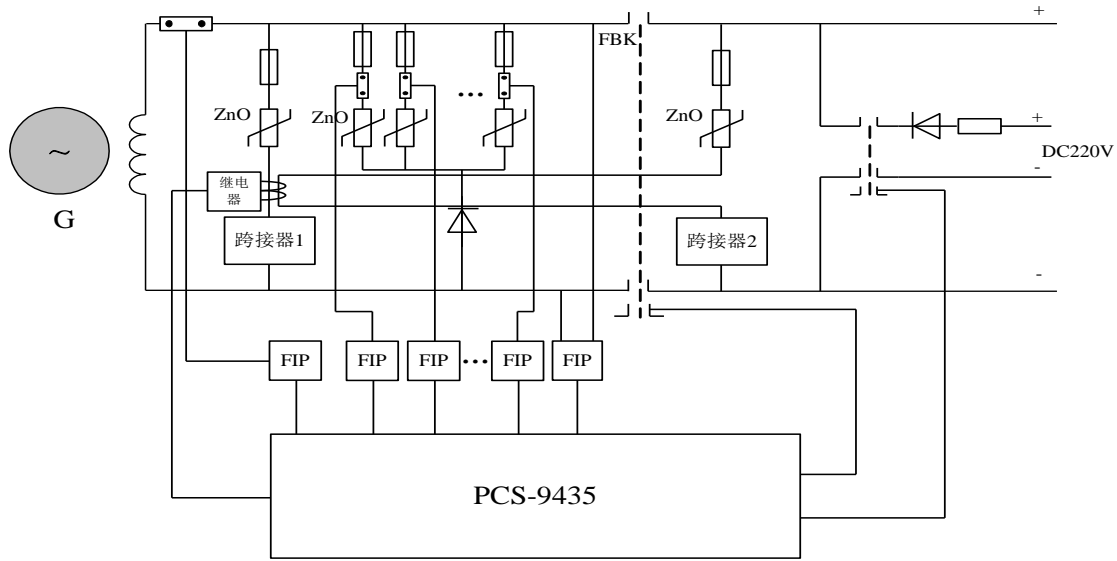 +
FBK
ZnO
ZnO
...
ZnO
+
DC220V
-
~
G
继电器
跨接器1
跨接器2
-
FIP
FIP
FIP
...
FIP
FIP
PCS-9435